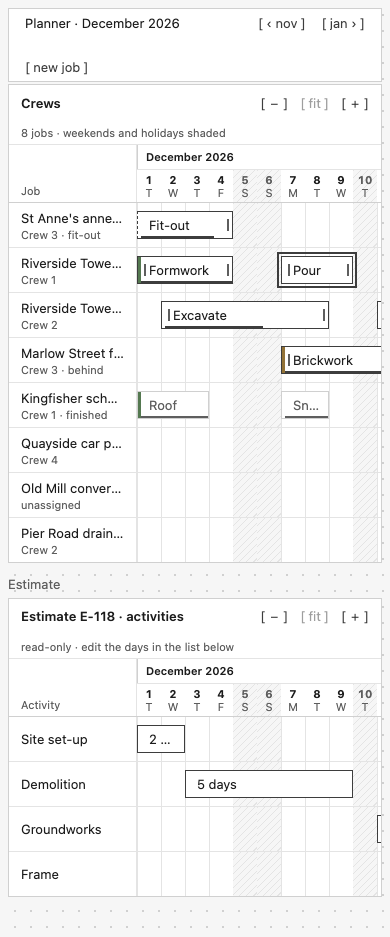 Planner · December 2026 [ ‹ nov ] [ jan › ]
[ new job ]
Crews [ − ] [ fit ] [ + ]
8 jobs · weekends and holidays shaded
December 2026
1 2 3 4 5 6 7 8 9 10
Job T W T F S S M T W T
St Anne's anne...
Crew 3 · fit-out
Fit-out
Riverside Towe...
Crew 1
Formwork Pour
Riverside Towe...
Crew 2
Excavate
Marlow Street f...
Crew 3 · behind
Brickwork
Kingfisher sch...
Crew 1 · finished
Roof Sn...
Quayside car p...
Crew 4
Old Mill conver...
unassigned
Pier Road drain...
Crew 2
Estimate
Estimate E-118 · activities [ − ] [ fit ] [ + ]
read-only · edit the days in the list below
December 2026
1 2 3 4 5 6 7 8 9 10
Activity T W T F S S M T W T
Site set-up 2 ...
Demolition 5 days
Groundworks
Frame